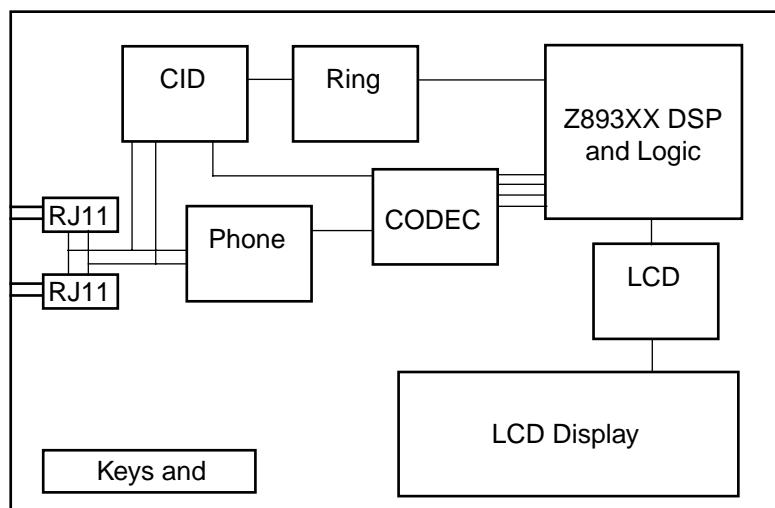 CID
Ring
Z893XX DSP
and Logic
RJ11
Phone
CODEC
RJ11
LCD
LCD Display
Keys and